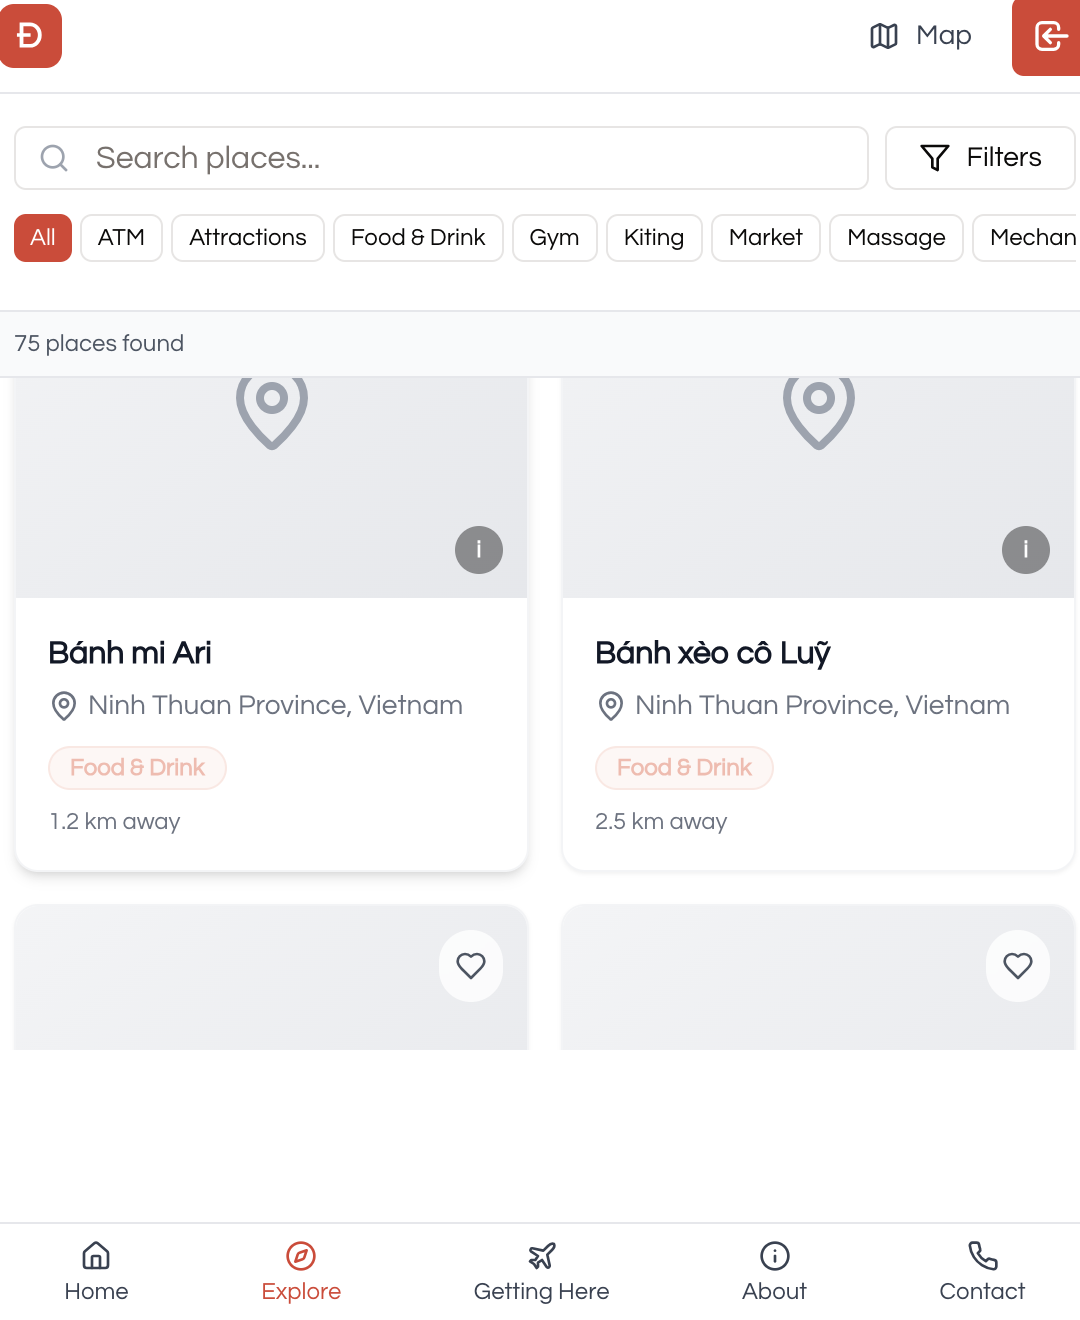 Đ
Map
Search places...
Filters
All
ATM
Attractions
Food & Drink
Gym
Kiting
Market
Massage
Mechan
75 places found
i
i
Bánh mi Ari
Ninh Thuan Province, Vietnam
Food & Drink
1.2 km away
Bánh xèo cô Luỹ
Ninh Thuan Province, Vietnam
Food & Drink
2.5 km away
Home
Explore
Getting Here
About
Contact